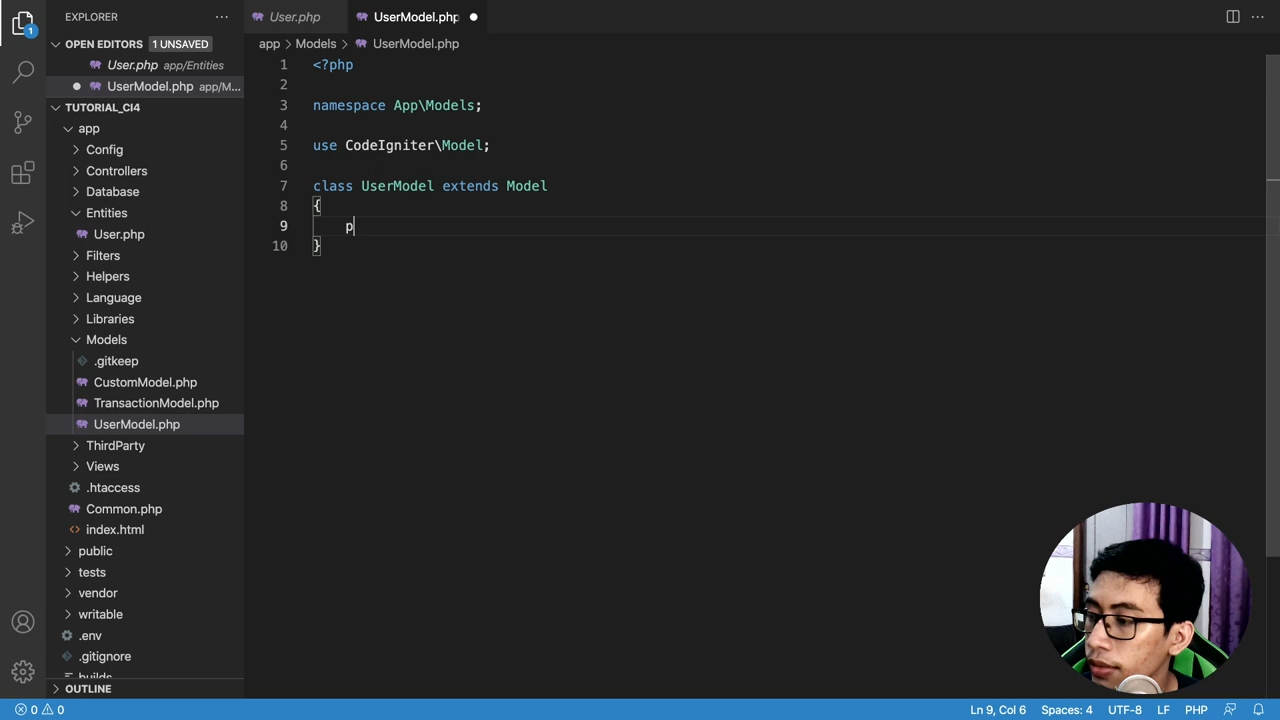 EXPLORER
OPEN EDITORS 1 UNSAVED
User.php app/Entities
UserModel.php app/M...
TUTORIAL_CI4
app
Config
Controllers
Database
Entities
User.php
Filters
Helpers
Language
Libraries
Models
.gitkeep
CustomModel.php
TransactionModel.php
UserModel.php
ThirdParty
Views
.htaccess
Common.php
index.html
public
tests
vendor
writable
.env
.gitignore
builds
OUTLINE
1
User.php
UserModel.php
app > Models > UserModel.php
1 <?php
2
3 namespace App\Models;
4
5 use CodeIgniter\Model;
6
7 class UserModel extends Model
8 {
9 p
10 }
0 0
Ln 9, Col 6 Spaces: 4 UTF-8 LF PHP